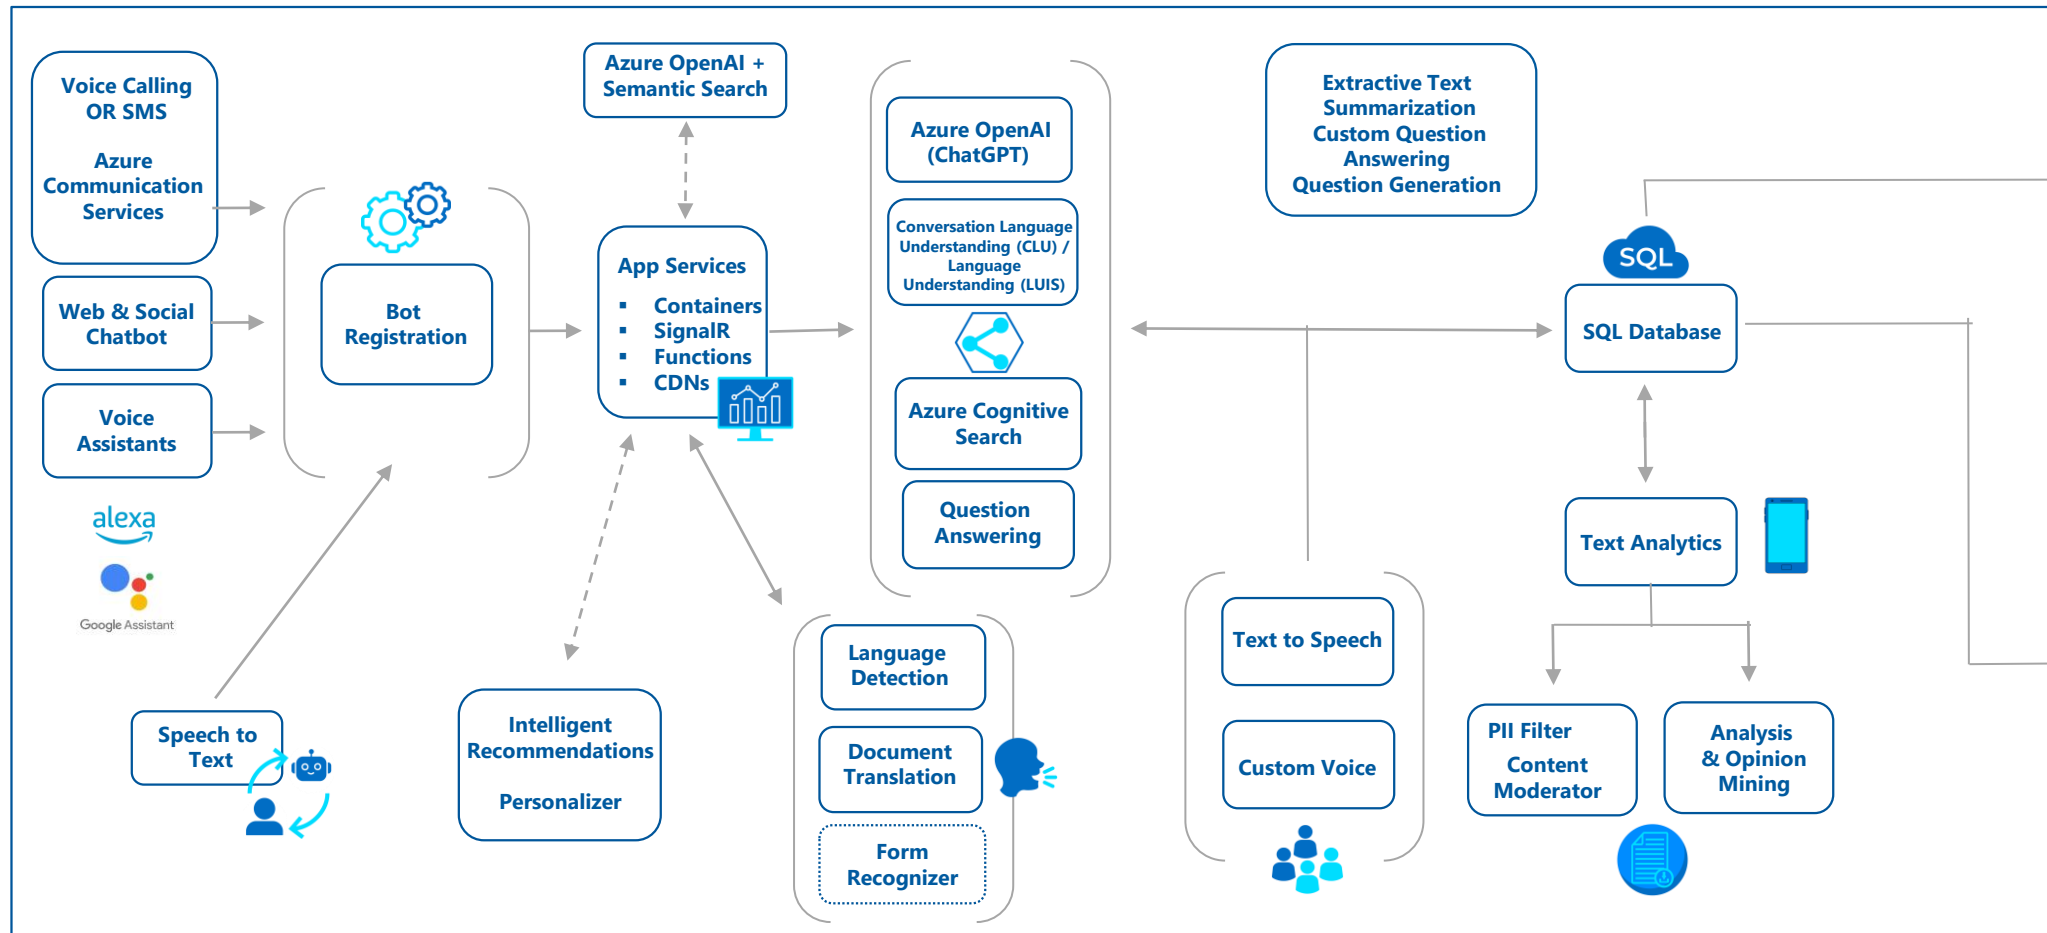 Voice Calling
OR SMS
Azure
Communication
Services
Web & Social
Chatbot
Voice
Assistants
alexa
Google Assistant
Speech to
Text
Bot
Registration
Azure OpenAI +
Semantic Search
App Services
▪ Containers
▪ SignalR
▪ Functions
▪ CDNs
Intelligent
Recommendations
Personalizer
Azure OpenAI
(ChatGPT)
Conversation Language
Understanding (CLU) /
Language
Understanding (LUIS)
Azure Cognitive
Search
Question
Answering
Language
Detection
Document
Translation
Form
Recognizer
Text to Speech
Custom Voice
Extractive Text
Summarization
Custom Question
Answering
Question Generation
SQL
SQL Database
Text Analytics
PII Filter
Content
Moderator
Analysis
& Opinion
Mining